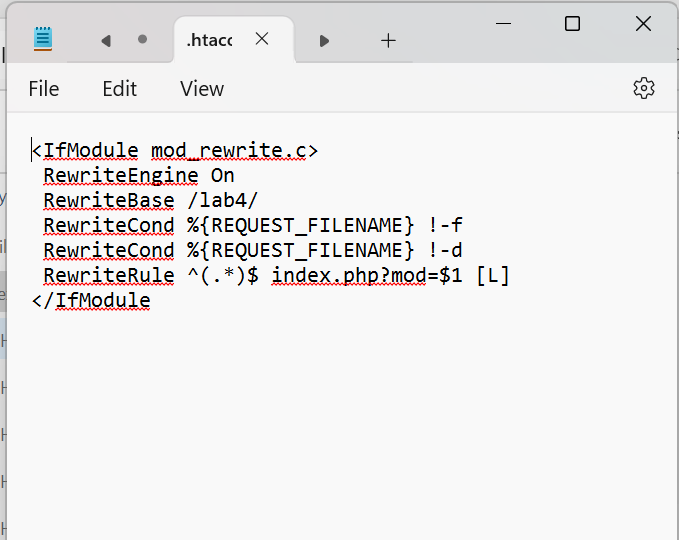 .htacc
File Edit View
<IfModule mod_rewrite.c>
RewriteEngine On
RewriteBase /lab4/
RewriteCond %{REQUEST_FILENAME} !-f
RewriteCond %{REQUEST_FILENAME} !-d
RewriteRule ^(.*)$ index.php?mod=$1 [L]
</IfModule